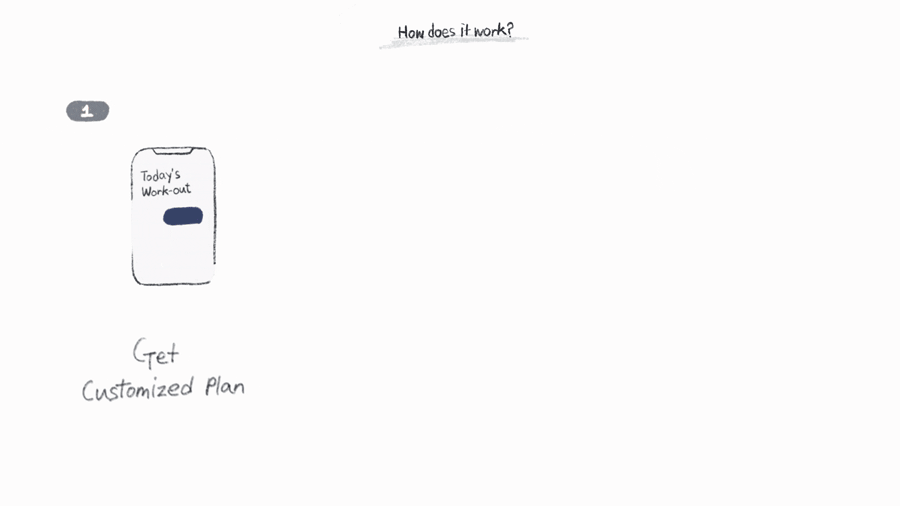 How does it work?
1
Today's
Work-out
Get
Customized Plan